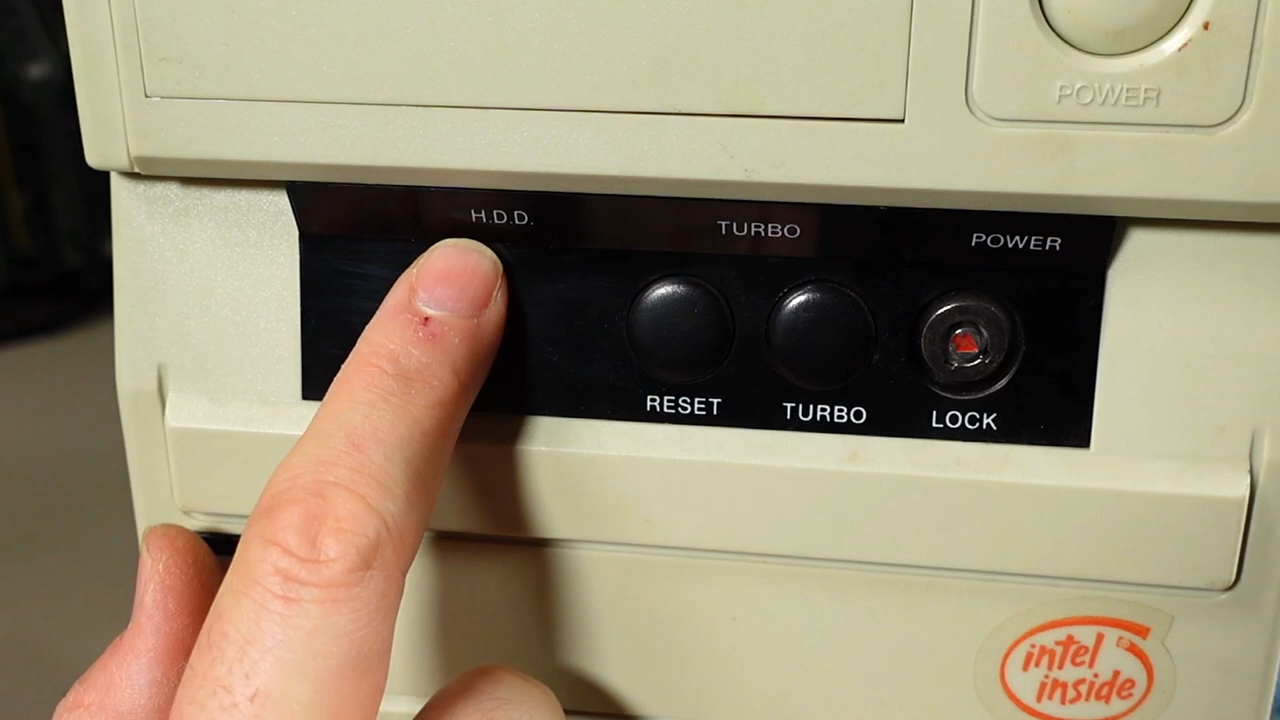 POWER
H.D.D.
TURBO
POWER
RESET
TURBO
LOCK
intel
inside